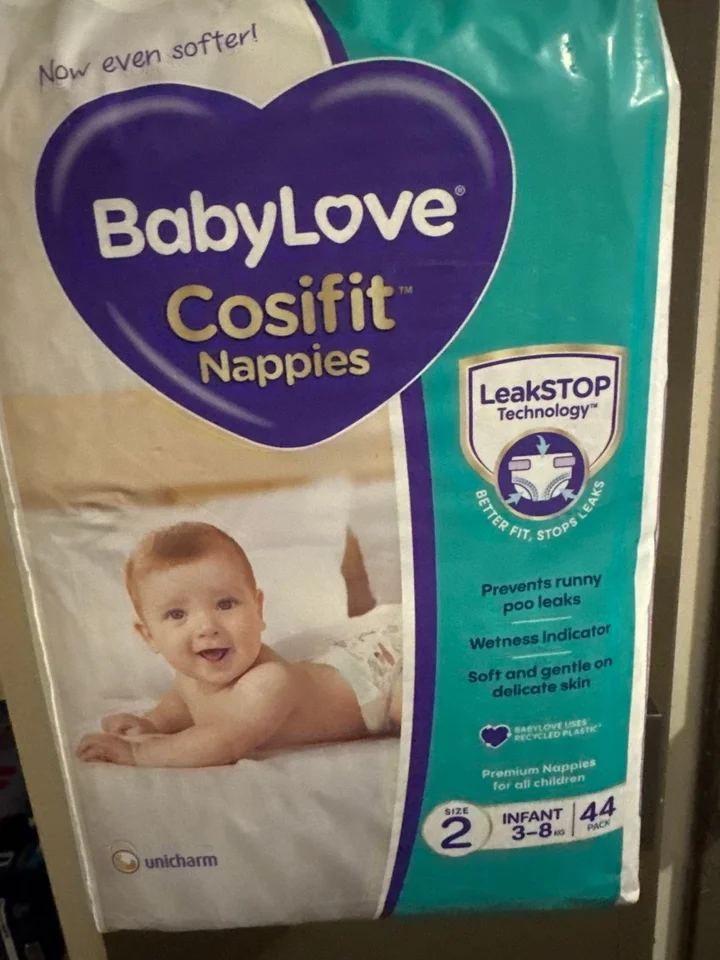 Now even softer!
BabyLove®
Cosifit™
Nappies
LeakSTOP
Technology™
BETTER FIT, STOPS LEAKS
Prevents runny
poo leaks
Wetness Indicator
Soft and gentle on
delicate skin
BABYLOVE USES
RECYCLED PLASTIC*
Premium Nappies
for all children
SIZE
2
INFANT
3–8KG
44
PACK
unicharm